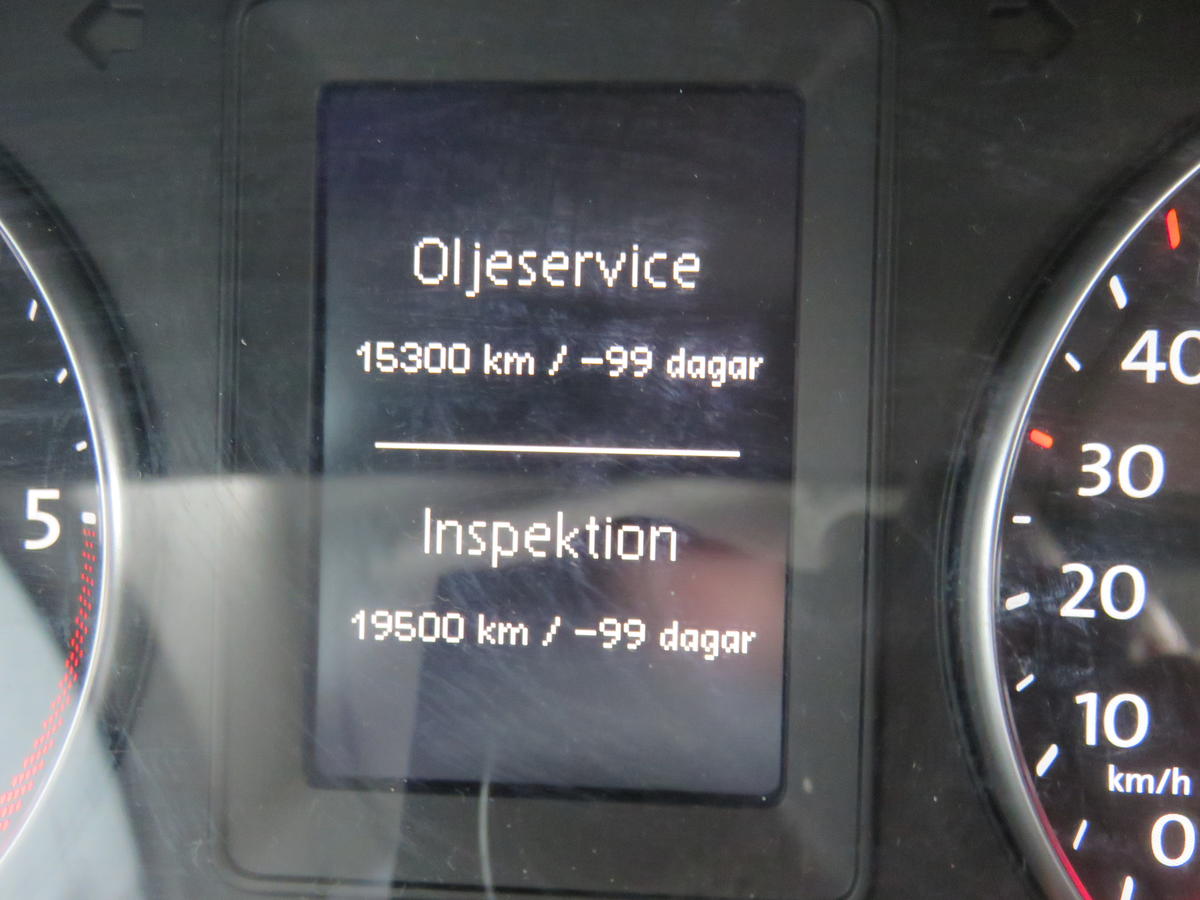 Oljeservice
15300 km / -99 dagar
Inspektion
19500 km / -99 dagar
5
40
30
20
10
km/h
0